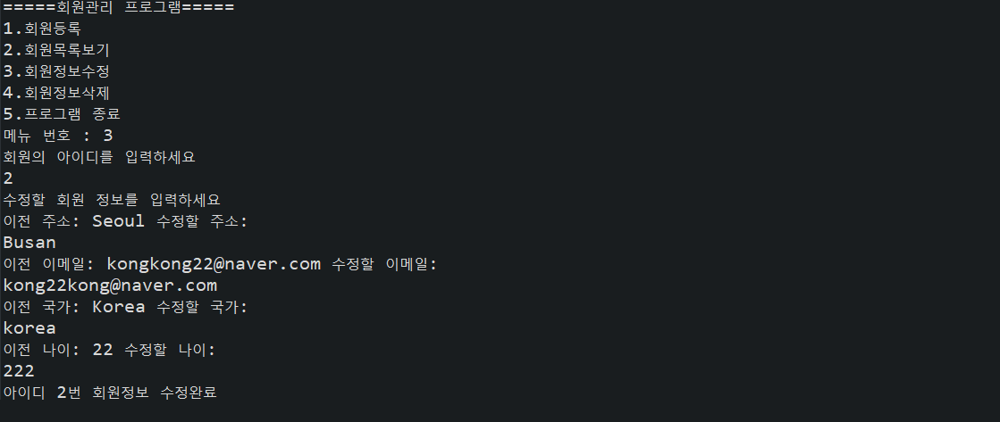 =====회원관리 프로그램=====
1.회원등록
2.회원목록보기
3.회원정보수정
4.회원정보삭제
5.프로그램 종료
메뉴 번호 : 3
회원의 아이디를 입력하세요
2
수정할 회원 정보를 입력하세요
이전 주소: Seoul 수정할 주소:
Busan
이전 이메일: kongkong22@naver.com 수정할 이메일:
kong22kong@naver.com
이전 국가: Korea 수정할 국가:
korea
이전 나이: 22 수정할 나이:
222
아이디 2번 회원정보 수정완료